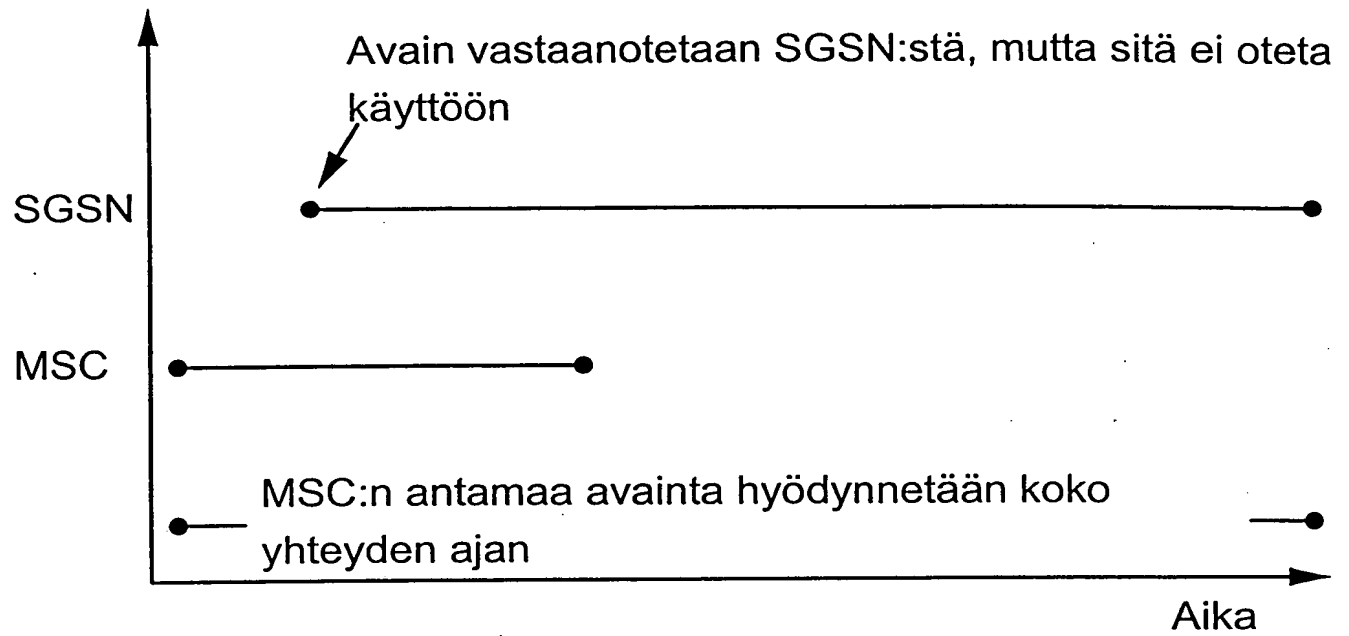 Avain vastaanotetaan SGSN:stä, mutta sitä ei oteta
käyttöön
SGSN
MSC
MSC:n antamaa avainta hyödynnetään koko
yhteyden ajan
Aika